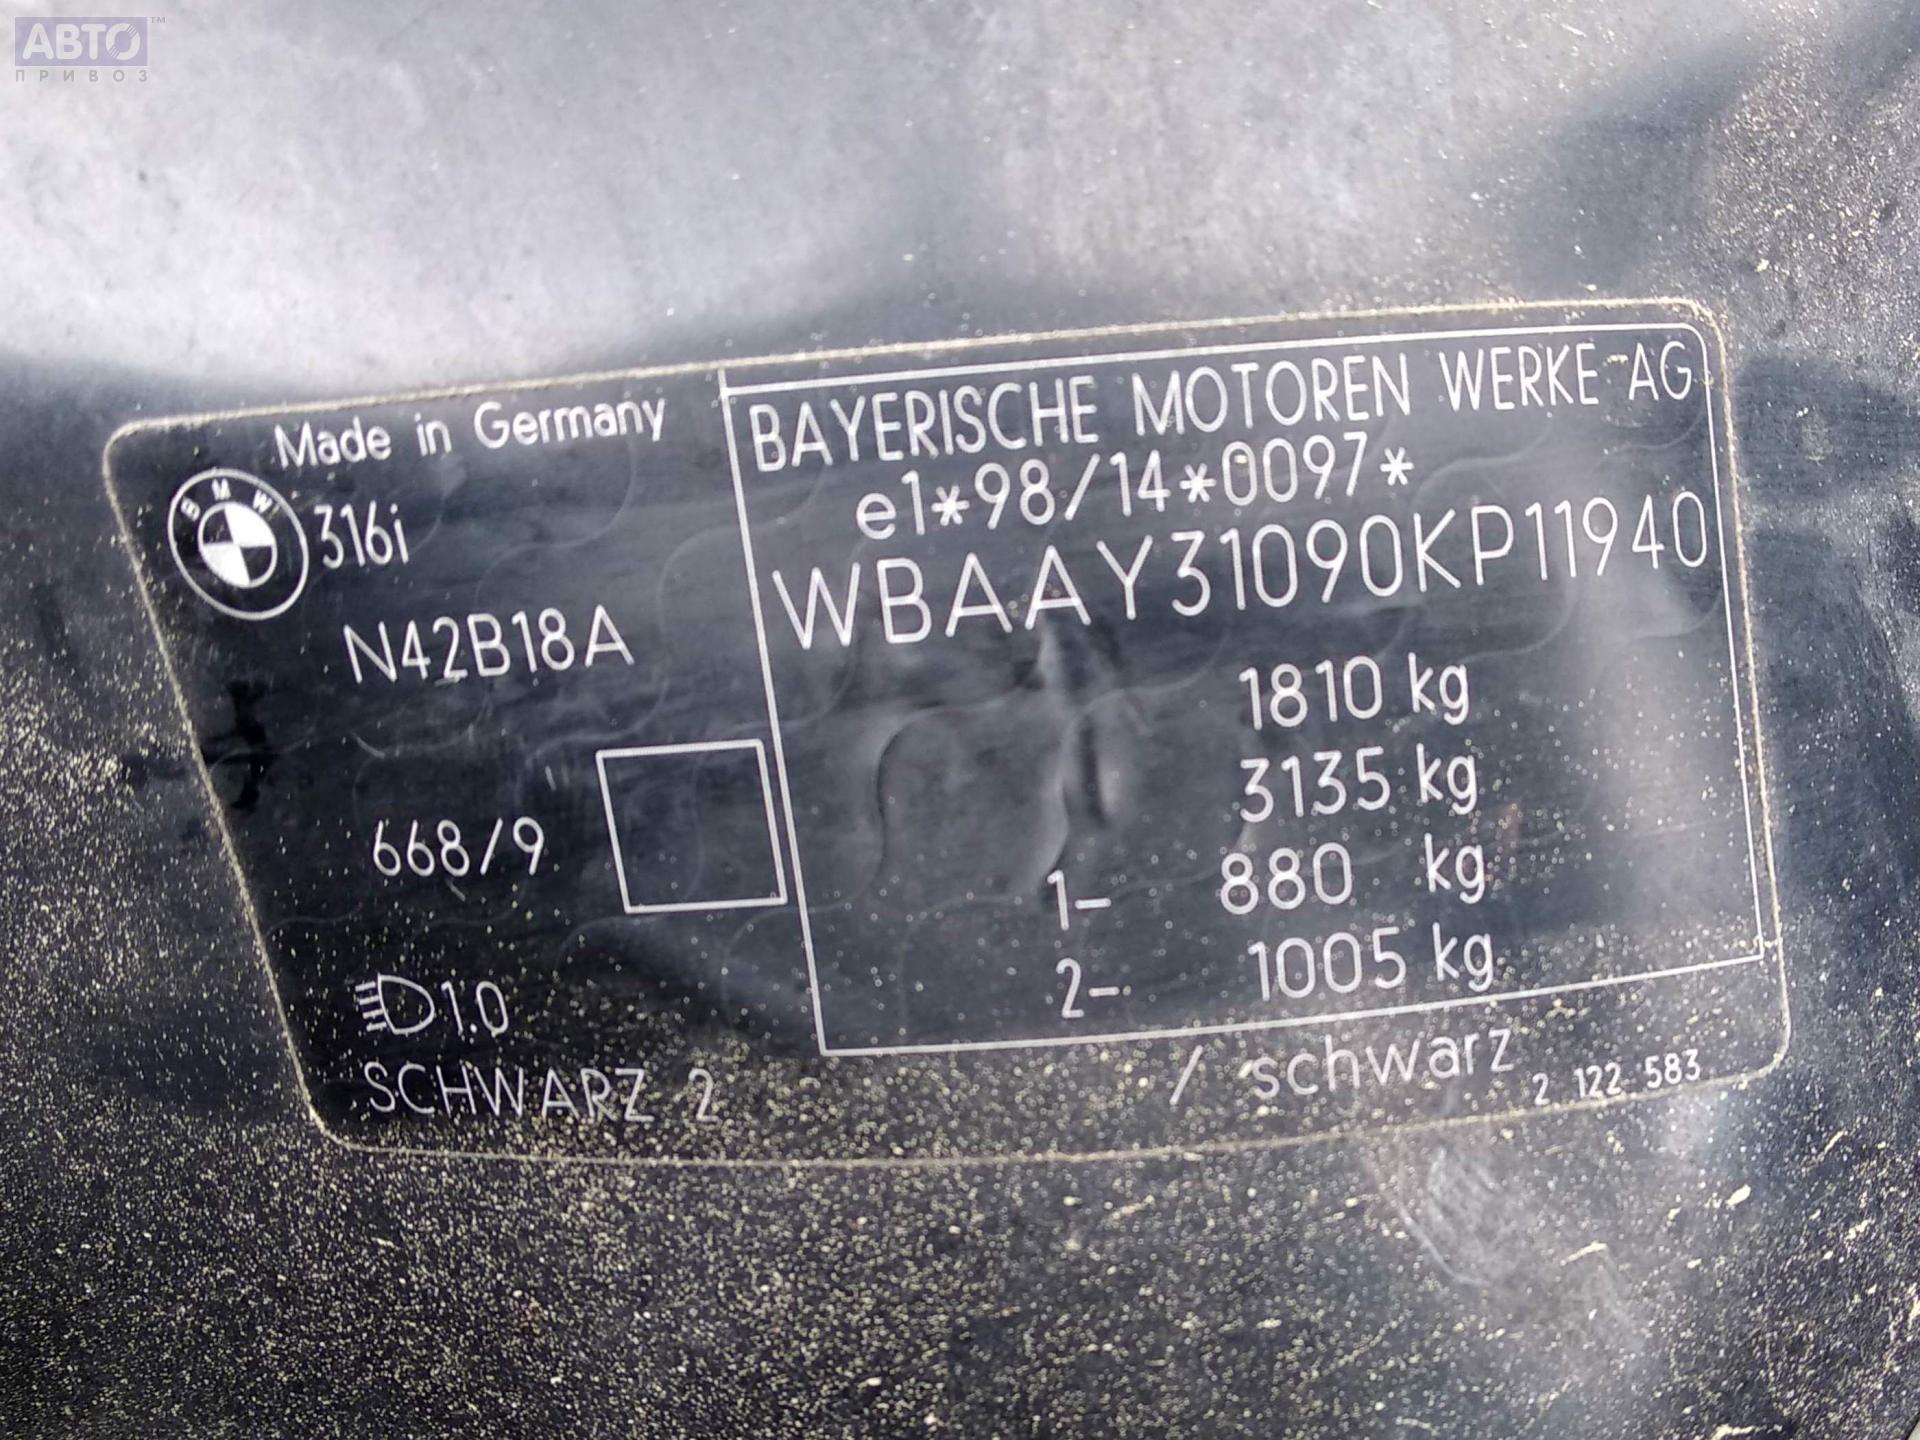 АВТО™
ПРИВОЗ
Made in Germany
BMW
316i
N42B18A
668/9
1.0
SCHWARZ 2
BAYERISCHE MOTOREN WERKE AG
e1*98/14*0097*
WBAAY31090KP11940
1810 kg
3135 kg
1- 880 kg
2- 1005 kg
/ schwarz
2 122 583